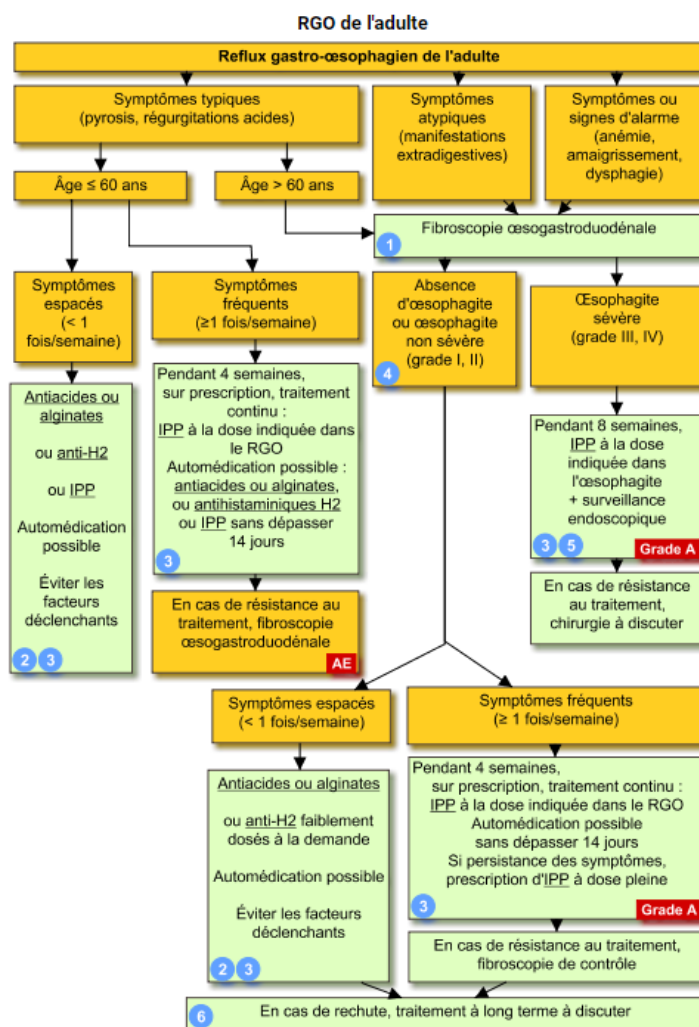 RGO de l'adulte
Reflux gastro-œsophagien de l'adulte
Symptômes typiques
(pyrosis, régurgitations acides)
Symptômes
atypiques
(manifestations
extradigestives)
Symptômes ou
signes d'alarme
(anémie,
amaigrissement,
dysphagie)
Âge ≤ 60 ans
Âge > 60 ans
Fibroscopie œsogastroduodénale
1
Symptômes
espacés
(< 1
fois/semaine)
Symptômes
fréquents
(≥1 fois/semaine)
Absence
d'œsophagite
ou œsophagite
non sévère
(grade I, II)
4
Œsophagite
sévère
(grade III, IV)
Antiacides ou
alginates
ou anti-H2
ou IPP
Automédication
possible
Éviter les
facteurs
déclenchants
2 3
Pendant 4 semaines,
sur prescription, traitement
continu :
IPP à la dose indiquée dans
le RGO
Automédication possible :
antiacides ou alginates,
ou antihistaminiques H2
ou IPP sans dépasser
14 jours
3
Pendant 8 semaines,
IPP à la dose
indiquée dans
l'œsophagite
+ surveillance
endoscopique
3 5
Grade A
En cas de résistance au
traitement, fibroscopie
œsogastroduodénale
AE
En cas de résistance
au traitement,
chirurgie à discuter
Symptômes espacés
(< 1 fois/semaine)
Symptômes fréquents
(≥ 1 fois/semaine)
Antiacides ou alginates
ou anti-H2 faiblement
dosés à la demande
Automédication possible
Éviter les facteurs
déclenchants
2 3
Pendant 4 semaines,
sur prescription, traitement continu :
IPP à la dose indiquée dans le RGO
Automédication possible
sans dépasser 14 jours
Si persistance des symptômes,
prescription d'IPP à dose pleine
3
Grade A
En cas de résistance au traitement,
fibroscopie de contrôle
6
En cas de rechute, traitement à long terme à discuter